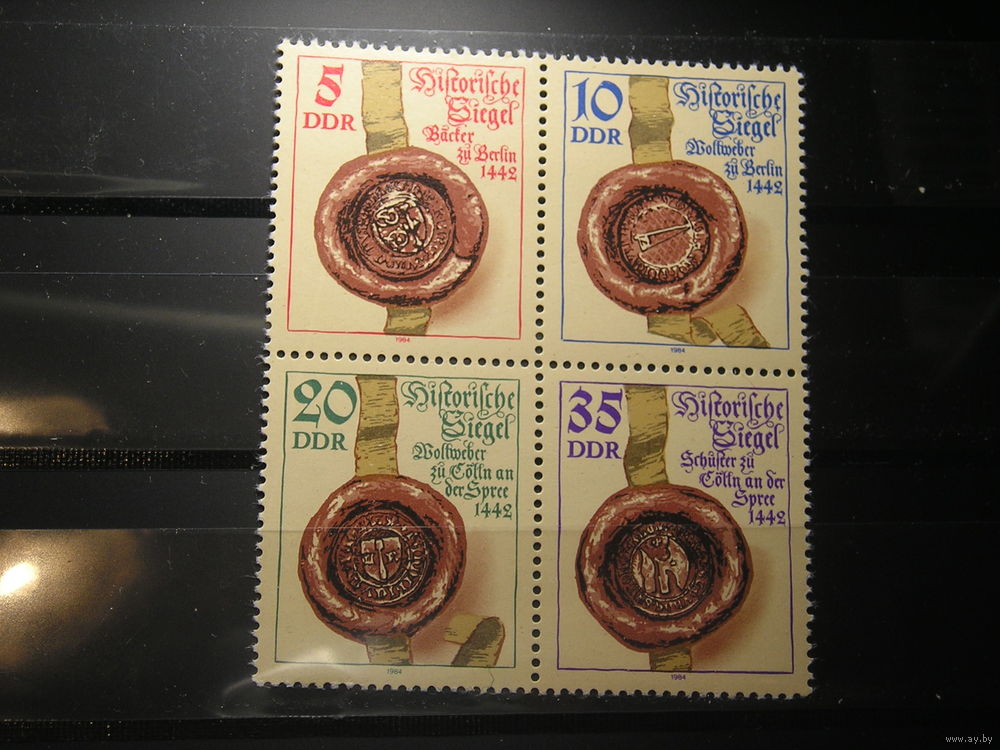 5
DDR
Historische
Siegel
Bäcker
zu Berlin
1442
1984
10
DDR
Historische
Siegel
Wollweber
zu Berlin
1442
1984
20
DDR
Historische
Siegel
Wollweber
zu Cölln an
der Spree
1442
1984
35
DDR
Historische
Siegel
Schuster zu
Cölln an der
Spree
1442
1984
www.ay.by